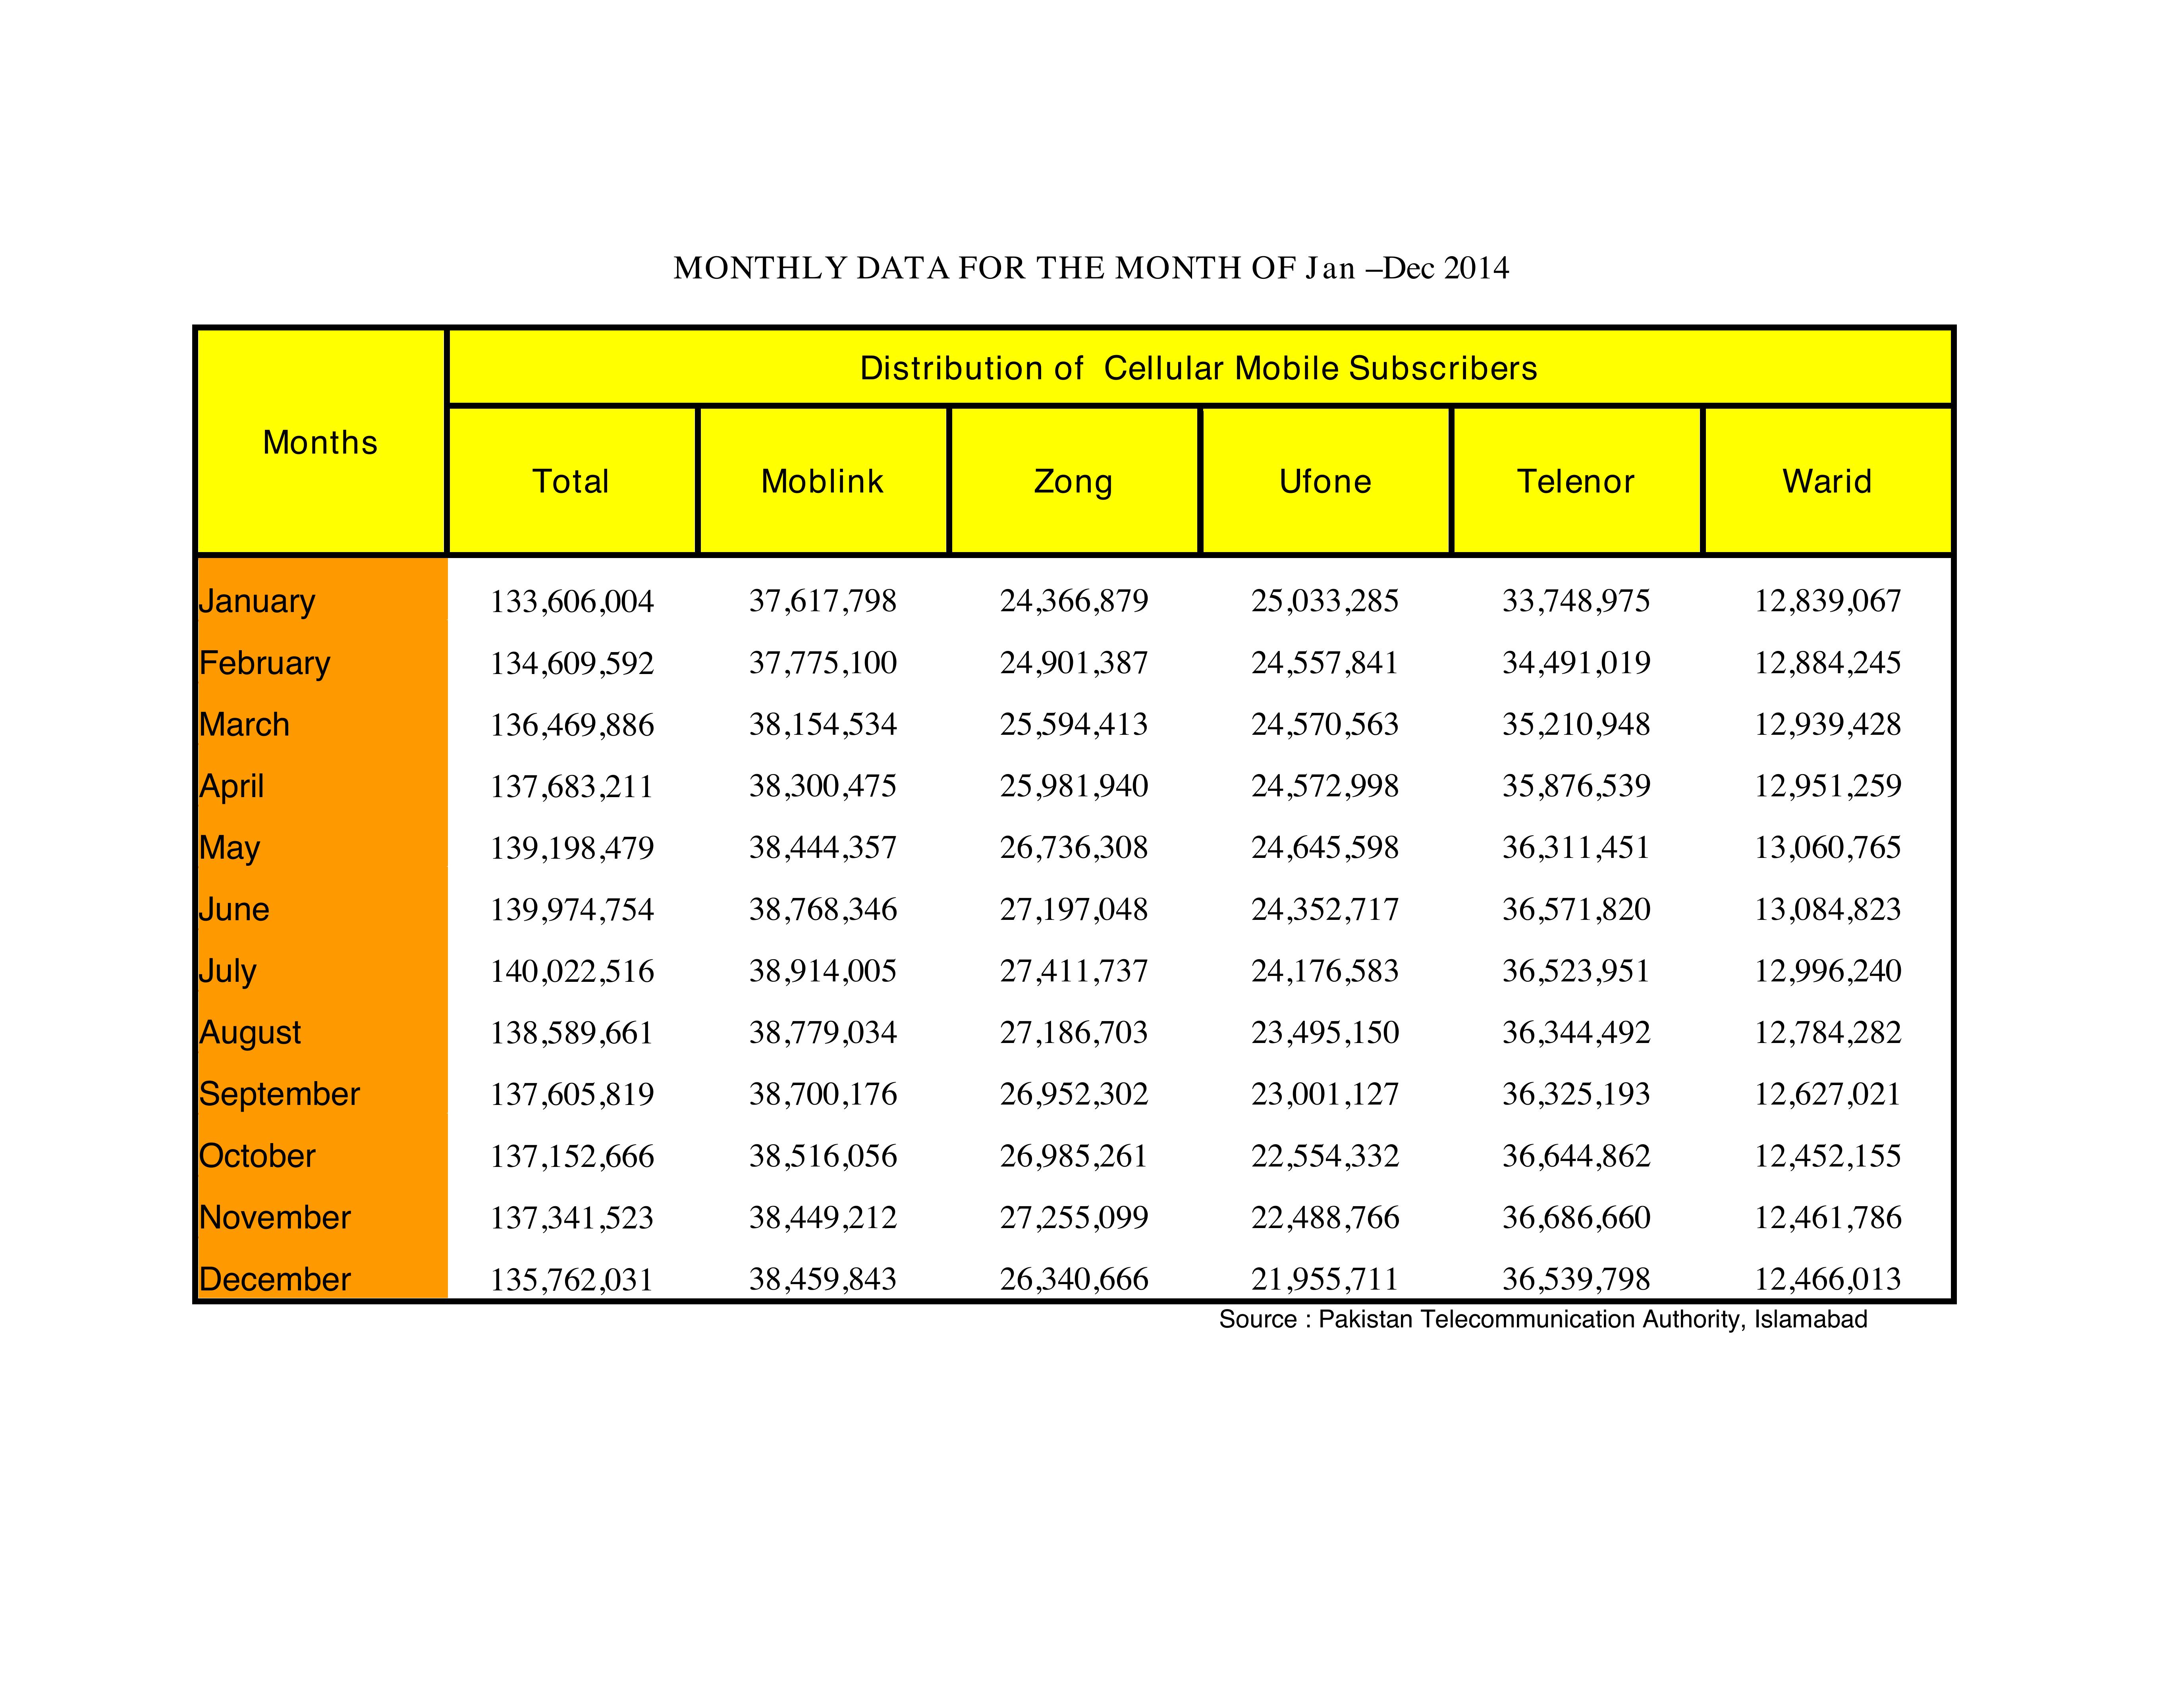 MONTHLY DATA FOR THE MONTH OF Jan –Dec 2014
Distribution of Cellular Mobile Subscribers
Months
Total Moblink Zong Ufone Telenor Warid
January 133,606,004 37,617,798 24,366,879 25,033,285 33,748,975 12,839,067
February 134,609,592 37,775,100 24,901,387 24,557,841 34,491,019 12,884,245
March 136,469,886 38,154,534 25,594,413 24,570,563 35,210,948 12,939,428
April 137,683,211 38,300,475 25,981,940 24,572,998 35,876,539 12,951,259
May 139,198,479 38,444,357 26,736,308 24,645,598 36,311,451 13,060,765
June 139,974,754 38,768,346 27,197,048 24,352,717 36,571,820 13,084,823
July 140,022,516 38,914,005 27,411,737 24,176,583 36,523,951 12,996,240
August 138,589,661 38,779,034 27,186,703 23,495,150 36,344,492 12,784,282
September 137,605,819 38,700,176 26,952,302 23,001,127 36,325,193 12,627,021
October 137,152,666 38,516,056 26,985,261 22,554,332 36,644,862 12,452,155
November 137,341,523 38,449,212 27,255,099 22,488,766 36,686,660 12,461,786
December 135,762,031 38,459,843 26,340,666 21,955,711 36,539,798 12,466,013
Source : Pakistan Telecommunication Authority, Islamabad